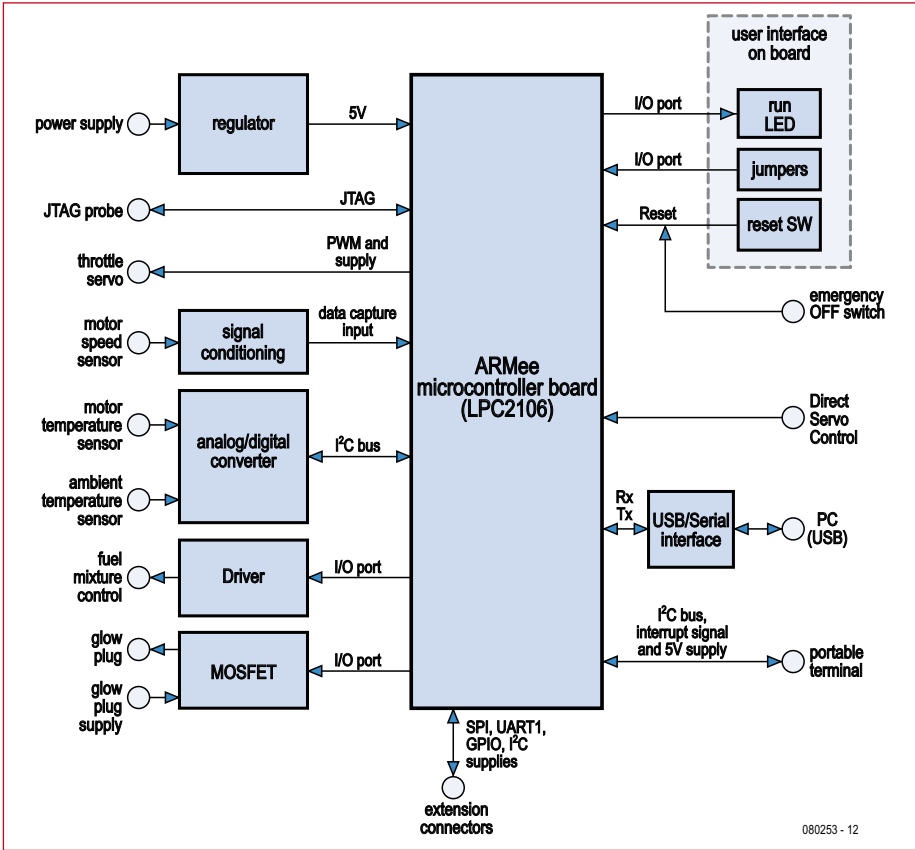 user interface
on board
power supply
regulator
5V
I/O port
run
LED
I/O port
jumpers
JTAG probe
JTAG
Reset
reset SW
throttle
servo
PWM and
supply
emergency
OFF switch
motor
speed
sensor
signal
conditioning
data capture
input
ARMee
microcontroller board
(LPC2106)
motor
temperature
sensor
analog/digital
converter
I²C bus
ambient
temperature
sensor
Direct
Servo
Control
Rx
Tx
USB/Serial
interface
PC
(USB)
fuel
mixture
control
Driver
I/O port
glow
plug
MOSFET
I/O port
glow
plug
supply
I²C bus,
interrupt signal
and 5V supply
portable
terminal
SPI, UART1,
GPIO, I²C
supplies
extension
connectors
080253 - 12